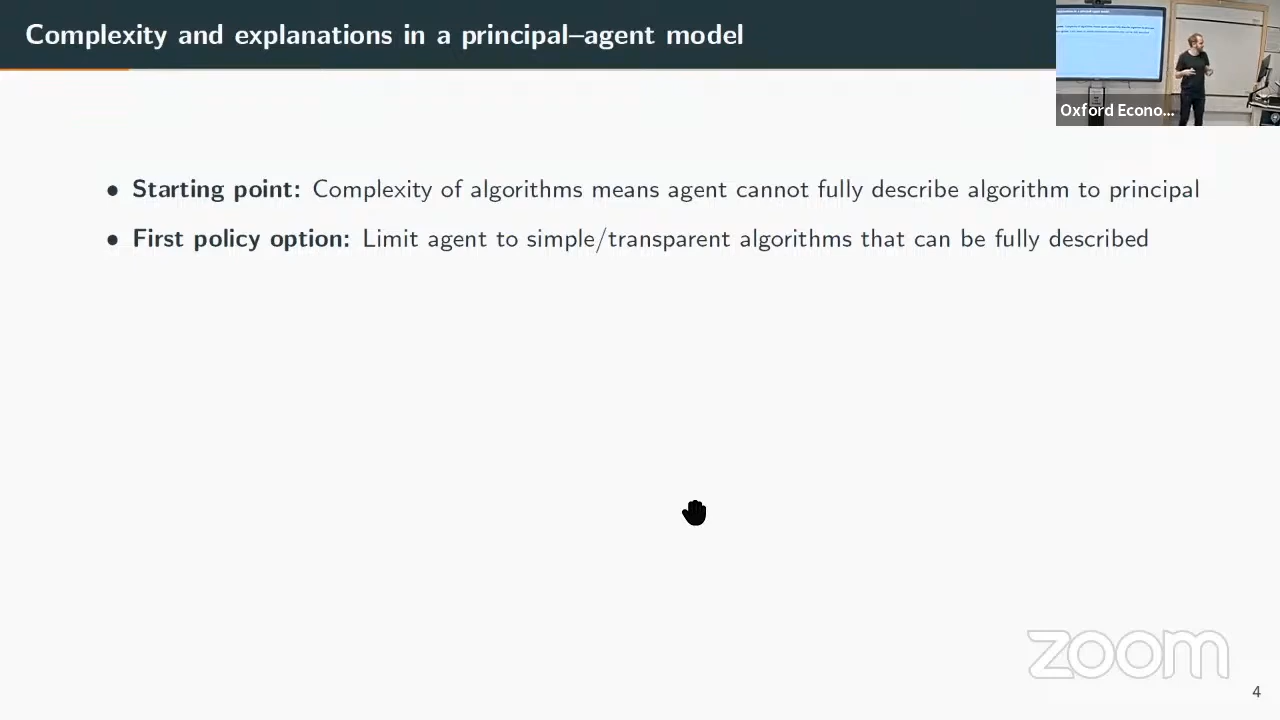 Complexity and explanations in a principal–agent model
Oxford Econo...
• Starting point: Complexity of algorithms means agent cannot fully describe algorithm to principal
• First policy option: Limit agent to simple/transparent algorithms that can be fully described
zoom
4